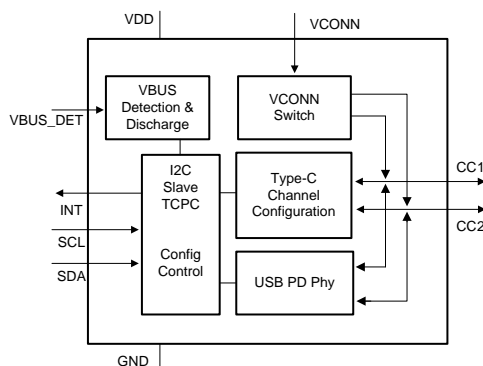 VDD
VCONN
VBUS
Detection &
Discharge
VCONN
Switch
VBUS_DET
I2C
Slave
TCPC
Type-C
Channel
Configuration
CC1
INT
CC2
SCL
Config
Control
SDA
USB PD Phy
GND